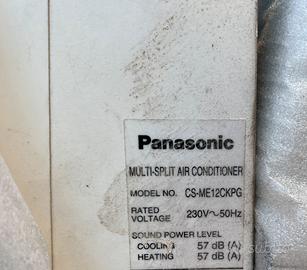 Panasonic
MULTI-SPLIT AIR CONDITIONER
MODEL NO. CS-ME12CKPG
RATED VOLTAGE 230V~50Hz
SOUND POWER LEVEL
COOLING 57 dB (A)
HEATING 57 dB (A)